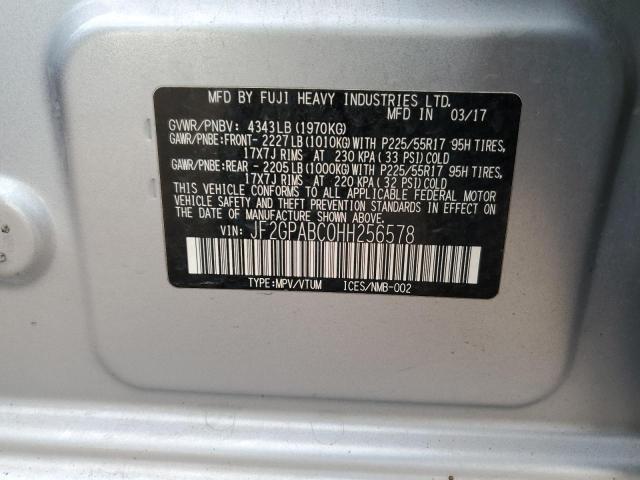 MFD BY FUJI HEAVY INDUSTRIES LTD.
MFD IN 03/17
GVWR/PNBV: 4343LB(1970KG)
GAWR/PNBE:FRONT- 2227LB(1010KG)WITH P225/55R17 95H TIRES,
17X7J RIMS AT 230 KPA(33 PSI)COLD
GAWR/PNBE:REAR - 2205LB(1000KG)WITH P225/55R17 95H TIRES,
17X7J RIMS AT 220 KPA(32 PSI)COLD
THIS VEHICLE CONFORMS TO ALL APPLICABLE FEDERAL MOTOR
VEHICLE SAFETY AND THEFT PREVENTION STANDARDS
IN EFFECT ON THE DATE OF MANUFACTURE SHOWN ABOVE.
VIN: JF2GPABC0HH256578
TYPE:MPV/VTUM ICES/NMB-002